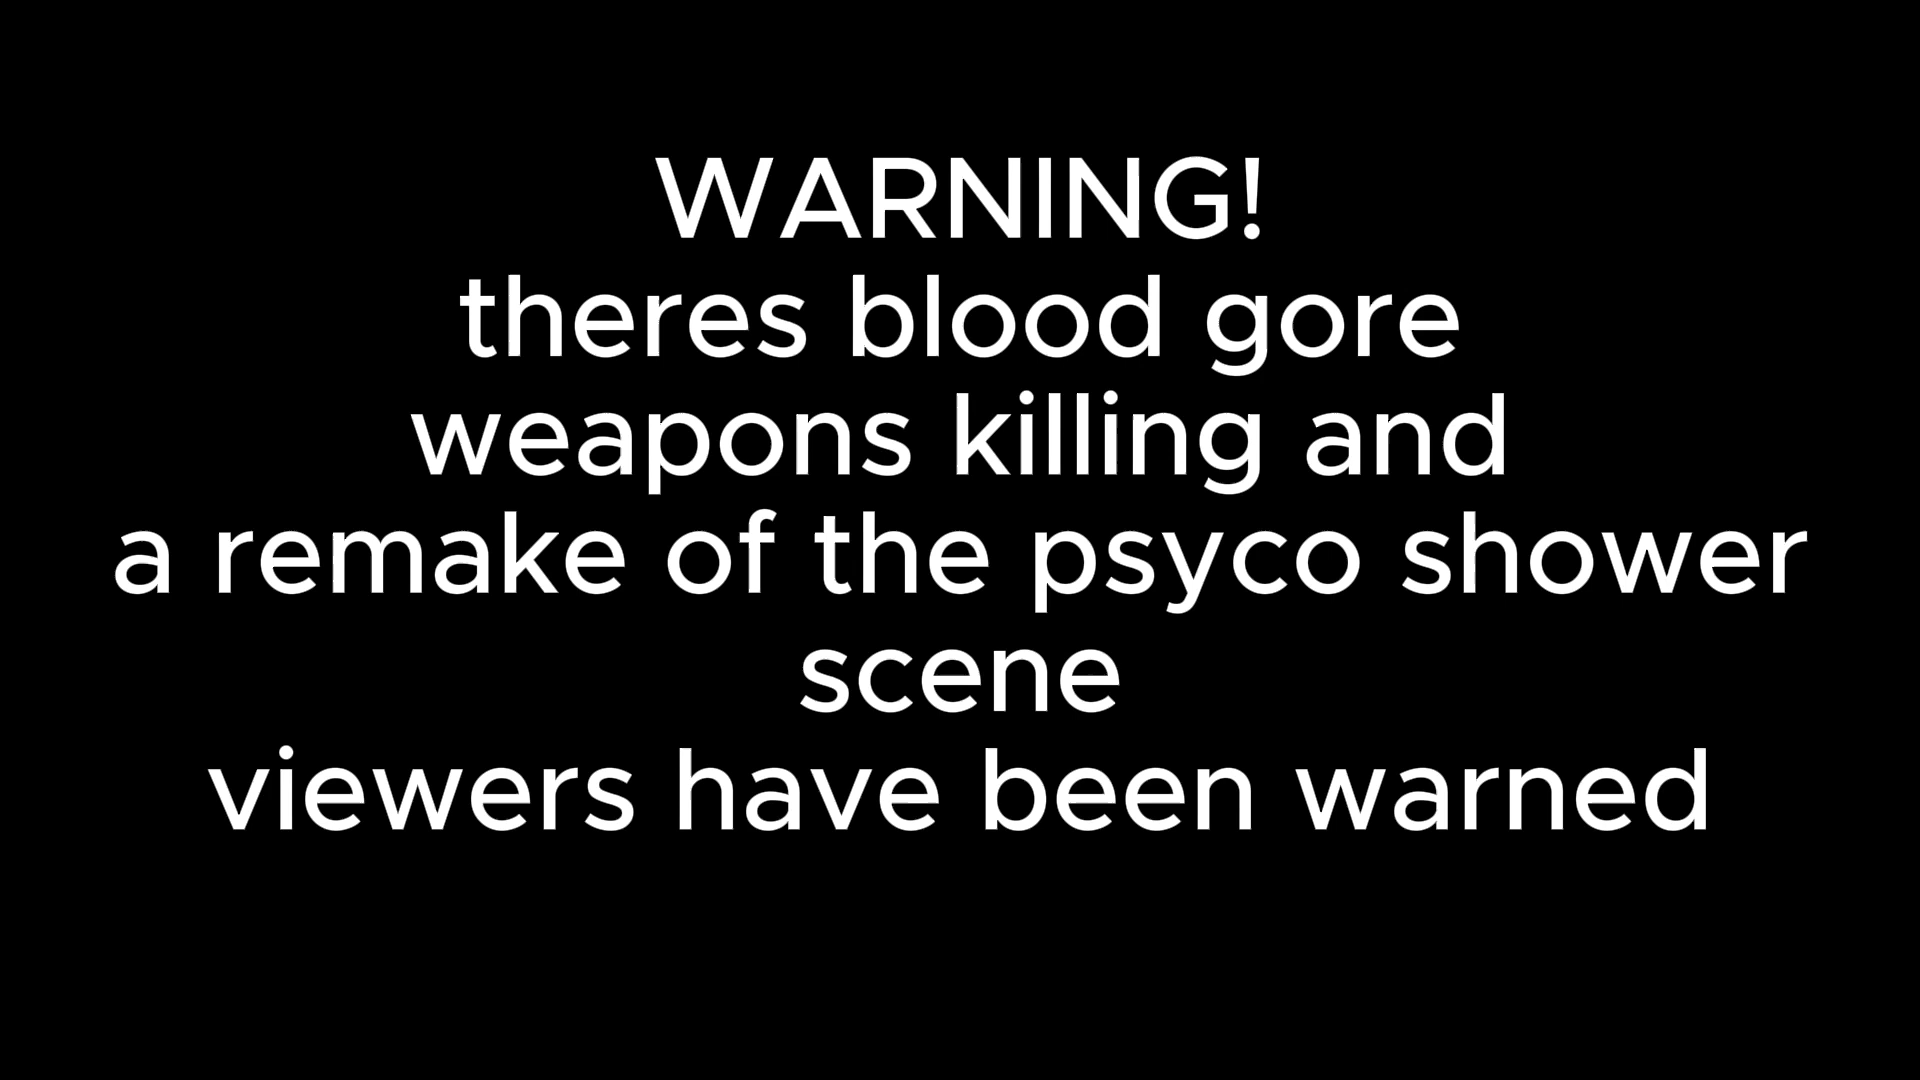 WARNING!
theres blood gore
weapons killing and
a remake of the psyco shower
scene
viewers have been warned